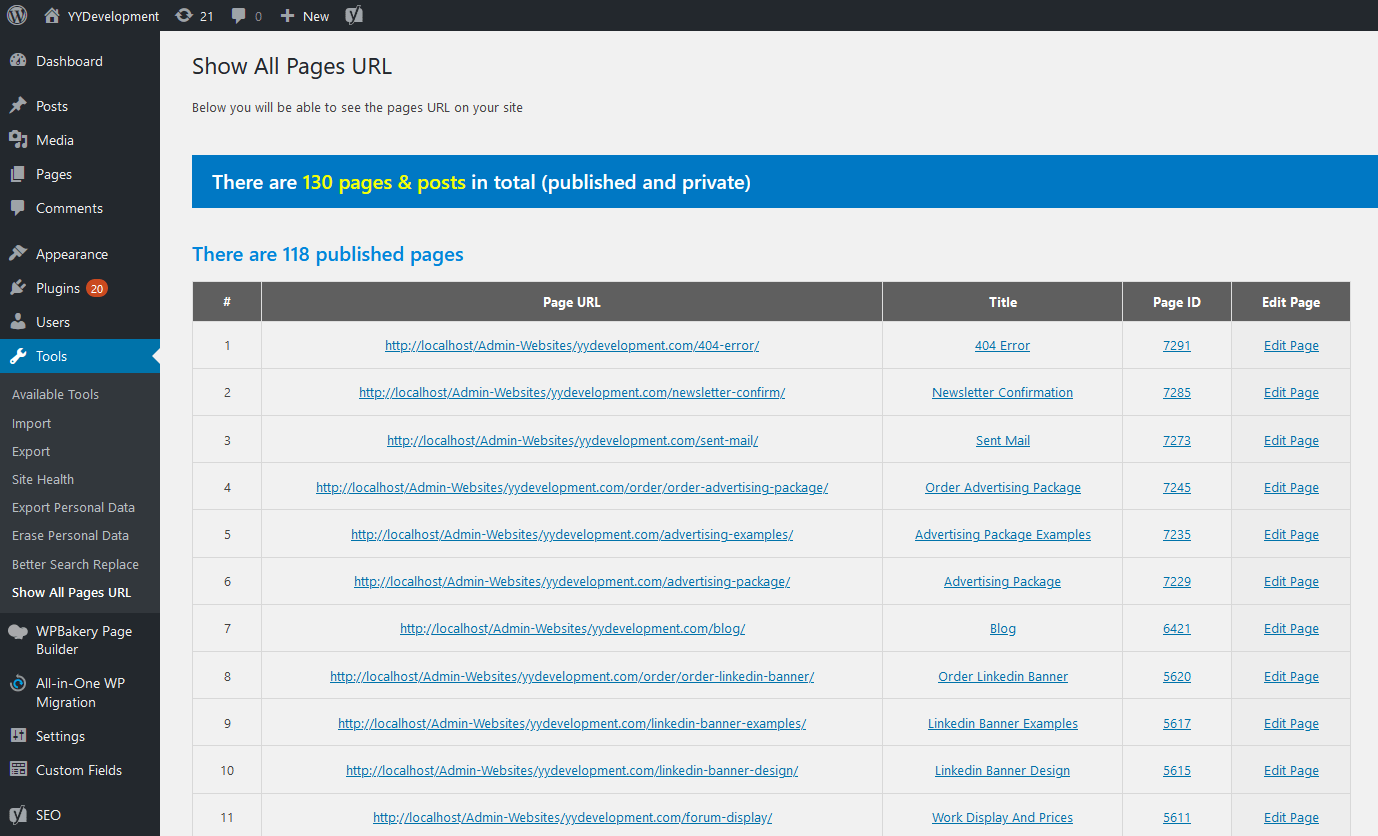 YYDevelopment 21 0 New
Dashboard
Posts
Media
Pages
Comments
Appearance
Plugins 20
Users
Tools
Available Tools
Import
Export
Site Health
Export Personal Data
Erase Personal Data
Better Search Replace
Show All Pages URL
WPBakery Page
Builder
All-in-One WP
Migration
Settings
Custom Fields
SEO
Show All Pages URL
Below you will be able to see the pages URL on your site
There are 130 pages & posts in total (published and private)
There are 118 published pages
# Page URL Title Page ID Edit Page
1 http://localhost/Admin-Websites/yydevelopment.com/404-error/ 404 Error 7291 Edit Page
2 http://localhost/Admin-Websites/yydevelopment.com/newsletter-confirm/ Newsletter Confirmation 7285 Edit Page
3 http://localhost/Admin-Websites/yydevelopment.com/sent-mail/ Sent Mail 7273 Edit Page
4 http://localhost/Admin-Websites/yydevelopment.com/order/order-advertising-package/ Order Advertising Package 7245 Edit Page
5 http://localhost/Admin-Websites/yydevelopment.com/advertising-examples/ Advertising Package Examples 7235 Edit Page
6 http://localhost/Admin-Websites/yydevelopment.com/advertising-package/ Advertising Package 7229 Edit Page
7 http://localhost/Admin-Websites/yydevelopment.com/blog/ Blog 6421 Edit Page
8 http://localhost/Admin-Websites/yydevelopment.com/order/order-linkedin-banner/ Order Linkedin Banner 5620 Edit Page
9 http://localhost/Admin-Websites/yydevelopment.com/linkedin-banner-examples/ Linkedin Banner Examples 5617 Edit Page
10 http://localhost/Admin-Websites/yydevelopment.com/linkedin-banner-design/ Linkedin Banner Design 5615 Edit Page
11 http://localhost/Admin-Websites/yydevelopment.com/forum-display/ Work Display And Prices 5611 Edit Page